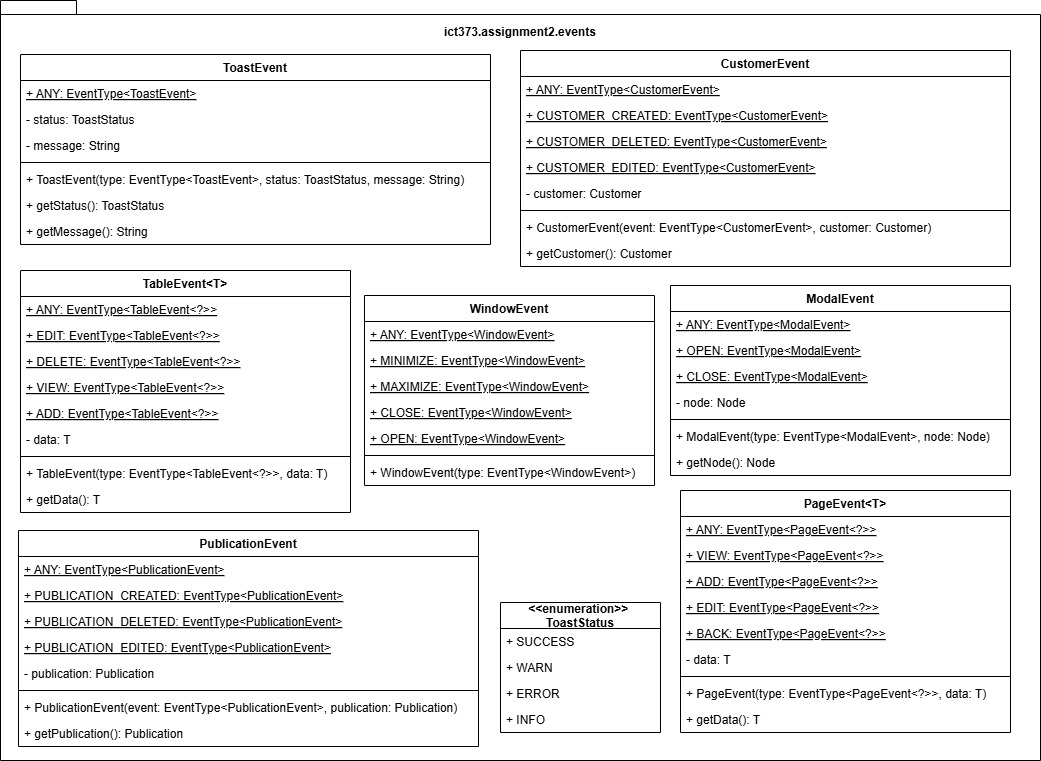 ict373.assignment2.events
ToastEvent
+ ANY: EventType<ToastEvent>
- status: ToastStatus
- message: String
+ ToastEvent(type: EventType<ToastEvent>, status: ToastStatus, message: String)
+ getStatus(): ToastStatus
+ getMessage(): String
CustomerEvent
+ ANY: EventType<CustomerEvent>
+ CUSTOMER_CREATED: EventType<CustomerEvent>
+ CUSTOMER_DELETED: EventType<CustomerEvent>
+ CUSTOMER_EDITED: EventType<CustomerEvent>
- customer: Customer
+ CustomerEvent(event: EventType<CustomerEvent>, customer: Customer)
+ getCustomer(): Customer
TableEvent<T>
+ ANY: EventType<TableEvent<?>>
+ EDIT: EventType<TableEvent<?>>
+ DELETE: EventType<TableEvent<?>>
+ VIEW: EventType<TableEvent<?>>
+ ADD: EventType<TableEvent<?>>
- data: T
+ TableEvent(type: EventType<TableEvent<?>>, data: T)
+ getData(): T
WindowEvent
+ ANY: EventType<WindowEvent>
+ MINIMIZE: EventType<WindowEvent>
+ MAXIMIZE: EventType<WindowEvent>
+ CLOSE: EventType<WindowEvent>
+ OPEN: EventType<WindowEvent>
+ WindowEvent(type: EventType<WindowEvent>)
ModalEvent
+ ANY: EventType<ModalEvent>
+ OPEN: EventType<ModalEvent>
+ CLOSE: EventType<ModalEvent>
- node: Node
+ ModalEvent(type: EventType<ModalEvent>, node: Node)
+ getNode(): Node
PublicationEvent
+ ANY: EventType<PublicationEvent>
+ PUBLICATION_CREATED: EventType<PublicationEvent>
+ PUBLICATION_DELETED: EventType<PublicationEvent>
+ PUBLICATION_EDITED: EventType<PublicationEvent>
- publication: Publication
+ PublicationEvent(event: EventType<PublicationEvent>, publication: Publication)
+ getPublication(): Publication
<<enumeration>>
ToastStatus
+ SUCCESS
+ WARN
+ ERROR
+ INFO
PageEvent<T>
+ ANY: EventType<PageEvent<?>>
+ VIEW: EventType<PageEvent<?>>
+ ADD: EventType<PageEvent<?>>
+ EDIT: EventType<PageEvent<?>>
+ BACK: EventType<PageEvent<?>>
- data: T
+ PageEvent(type: EventType<PageEvent<?>>, data: T)
+ getData(): T